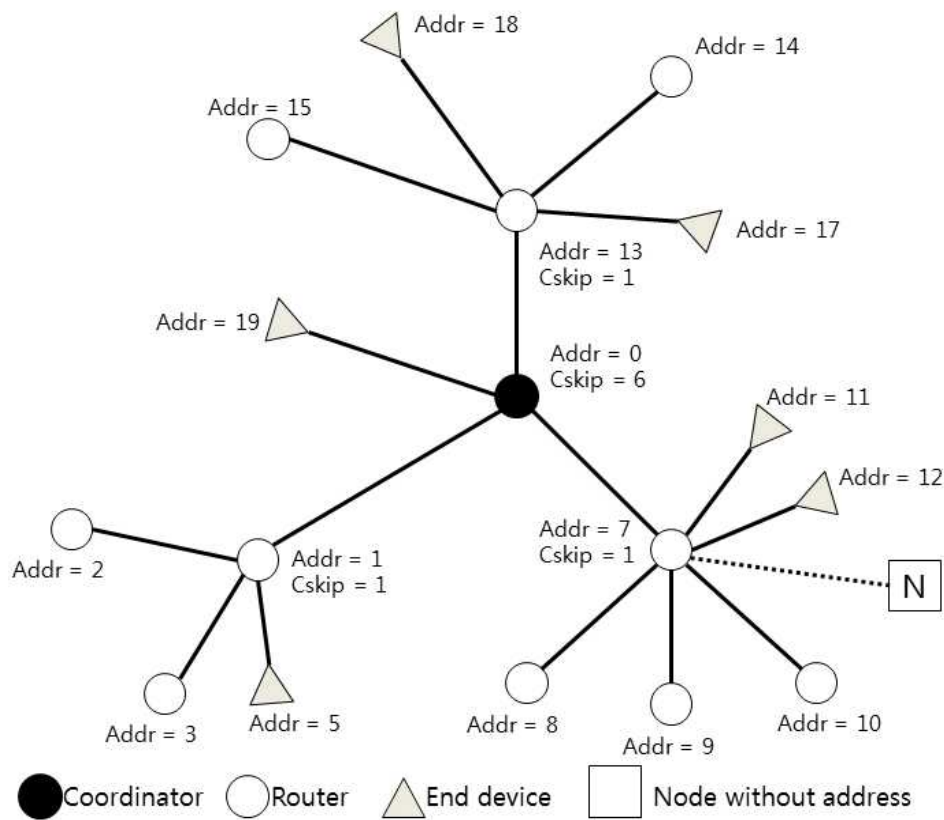 Addr = 18
Addr = 14
Addr = 15
Addr = 17
Addr = 13
Cskip = 1
Addr = 19
Addr = 0
Cskip = 6
Addr = 11
Addr = 12
Addr = 7
Cskip = 1
Addr = 2
Addr = 1
Cskip = 1
N
Addr = 3
Addr = 5
Addr = 8
Addr = 9
Addr = 10
Coordinator
Router
End device
Node without address